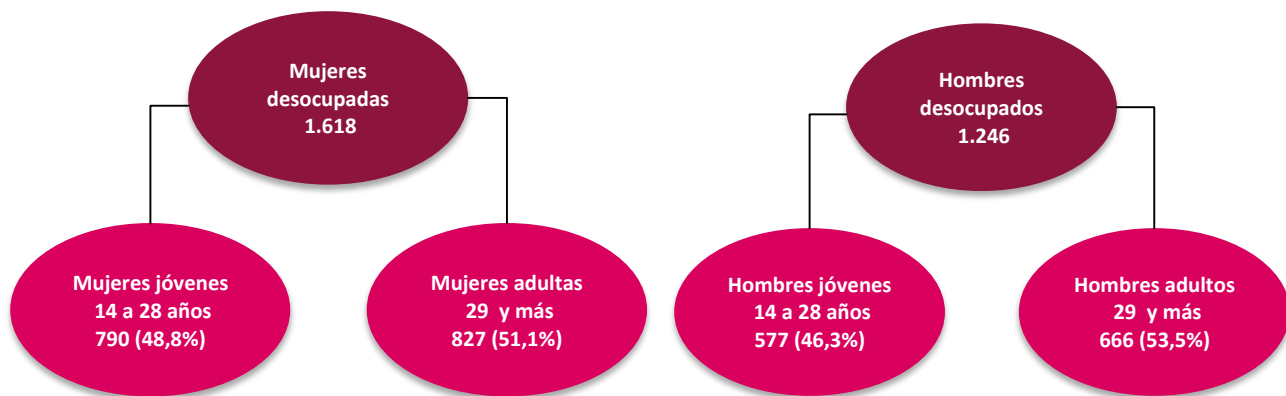 Mujeres
desocupadas
1.618
Hombres
desocupados
1.246
Mujeres jóvenes
14 a 28 años
790 (48,8%)
Mujeres adultas
29  y más
827 (51,1%)
Hombres jóvenes
14 a 28 años
577 (46,3%)
Hombres adultos
29  y más
666 (53,5%)